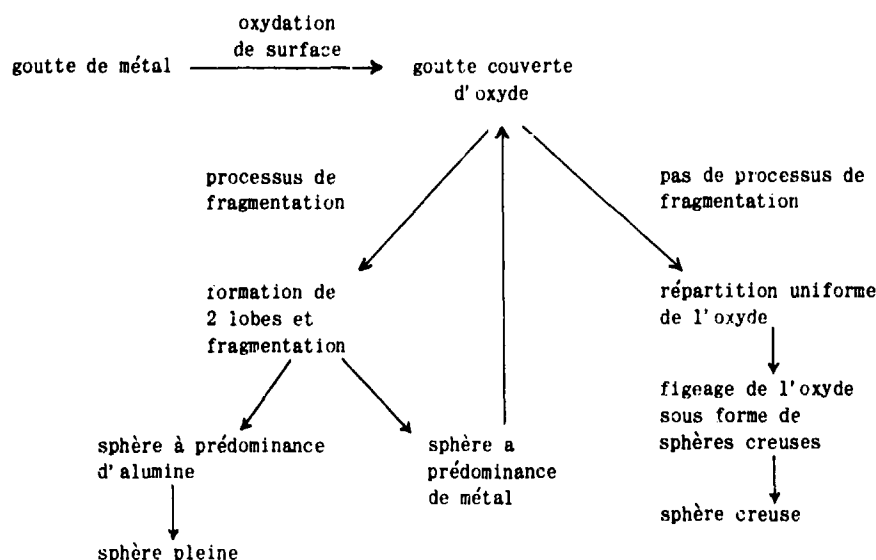 oxydation
de surface
goutte de métal
goutte couverte
d'oxyde
processus de
fragmentation
pas de processus de
fragmentation
formation de
2 lobes et
fragmentation
répartition uniforme
de l'oxyde
figeage de l'oxyde
sous forme de
sphères creuses
sphère à prédominance
d'alumine
sphère a
prédominance
de métal
sphère creuse
sphère pleine